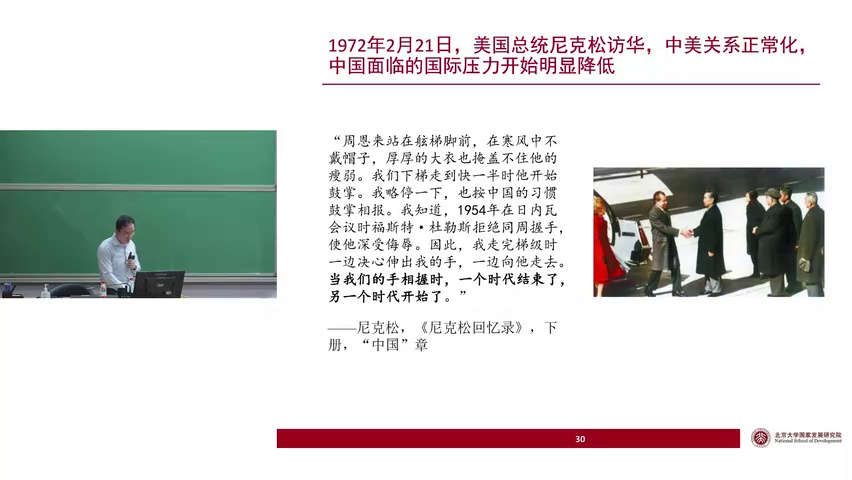 1972年2月21日，美国总统尼克松访华，中美关系正常化，
中国面临的国际压力开始明显降低
“周恩来站在舷梯脚前，在寒风中不
戴帽子，厚厚的大衣也掩盖不住他的
瘦弱。我们下梯走到快一半时他开始
鼓掌。我略停一下，也按中国的习惯
鼓掌相报。我知道，1954年在日内瓦
会议时福斯特·杜勒斯拒绝同周握手，
使他深受侮辱。因此，我走完梯级时
一边决心伸出我的手，一边向他走去。
当我们的手相握时，一个时代结束了，
另一个时代开始了。”
——尼克松，《尼克松回忆录》，下
册，“中国”章
30
北京大学国家发展研究院
National School of Development